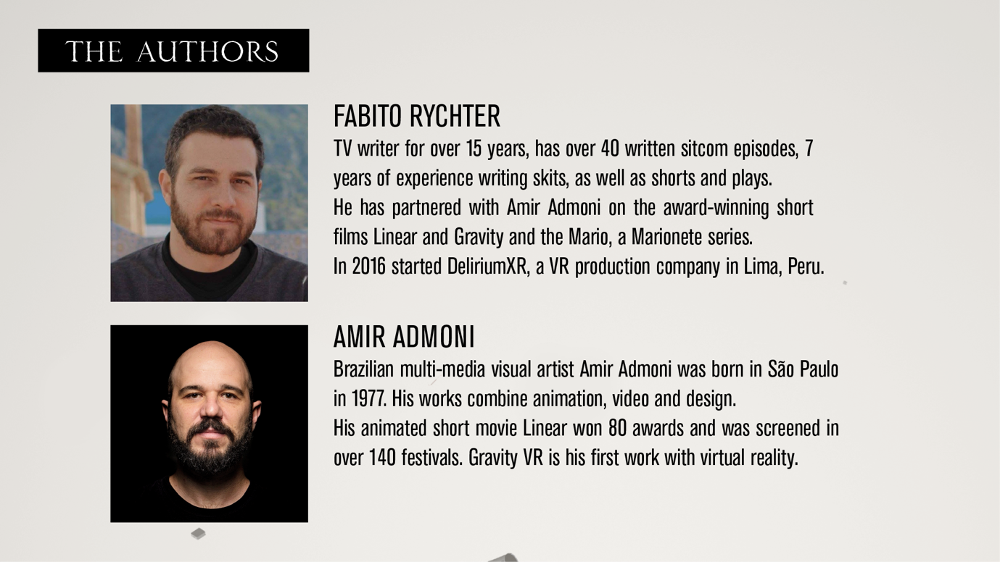 THE AUTHORS
FABITO RYCHTER
TV writer for over 15 years, has over 40 written sitcom episodes, 7
years of experience writing skits, as well as shorts and plays.
He has partnered with Amir Admoni on the award-winning short
films Linear and Gravity and the Mario, a Marionete series.
In 2016 started DeliriumXR, a VR production company in Lima, Peru.
AMIR ADMONI
Brazilian multi-media visual artist Amir Admoni was born in São Paulo
in 1977. His works combine animation, video and design.
His animated short movie Linear won 80 awards and was screened in
over 140 festivals. Gravity VR is his first work with virtual reality.